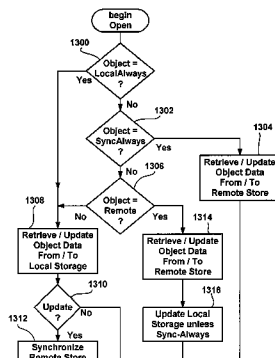 begin
Open
1300
Object =
LocalAlways
?
Yes
No
1302
Object =
SyncAlways
?
1304
No
1306
Retrieve / Update
Object Data
From / To
Remote Store
Object =
Remote
?
No
Yes
1308
1314
Retrieve / Update
Object Data
From / To
Local Storage
Retrieve / Update
Object Data
From / To
Remote Store
1310
Update
?
No
Yes
1316
Update Local
Storage unless
Sync-Always
1312
Synchronize
Remote Store